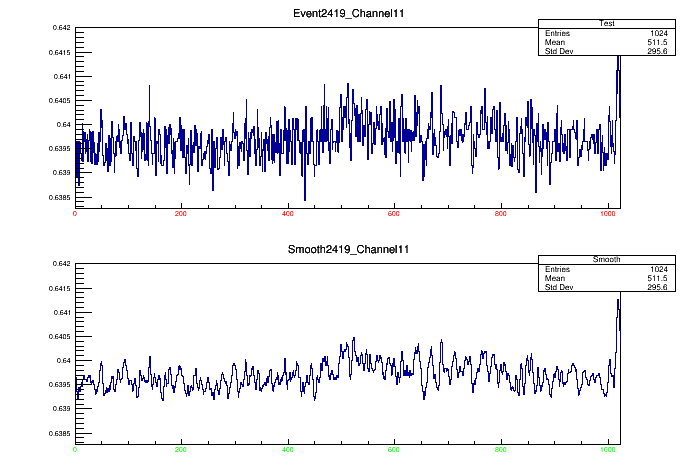 Event2419_Channel11
Test
Entries 1024
Mean 511.5
Std Dev 295.6
0.642
0.6415
0.641
0.6405
0.64
0.6395
0.639
0.6385
0 200 400 600 800 1000
Smooth2419_Channel11
Smooth
Entries 1024
Mean 511.5
Std Dev 295.6
0.642
0.6415
0.641
0.6405
0.64
0.6395
0.639
0.6385
0 200 400 600 800 1000